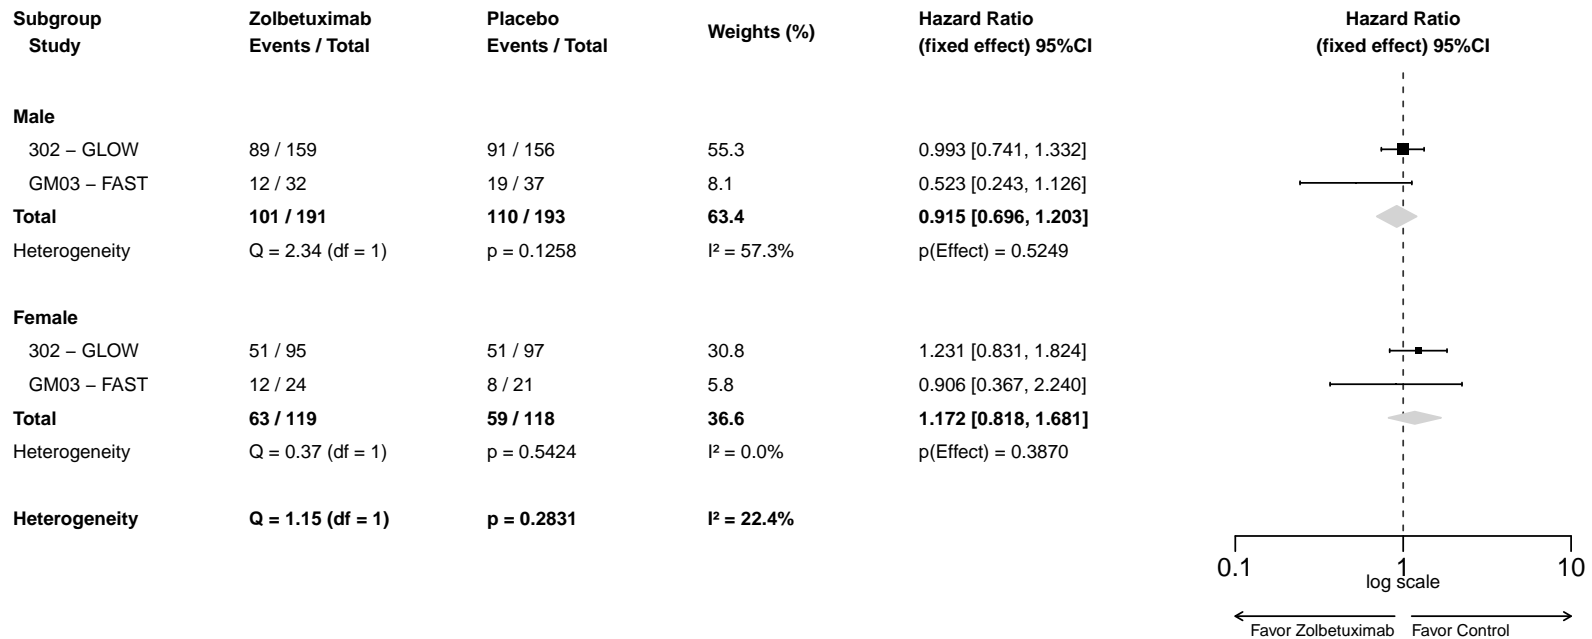 Subgroup Zolbetuximab Placebo Weights (%) Hazard Ratio Hazard Ratio
Study Events / Total Events / Total (fixed effect) 95%CI (fixed effect) 95%CI
Male
302 – GLOW 89 / 159 91 / 156 55.3 0.993 [0.741, 1.332]
GM03 – FAST 12 / 32 19 / 37 8.1 0.523 [0.243, 1.126]
Total 101 / 191 110 / 193 63.4 0.915 [0.696, 1.203]
Heterogeneity Q = 2.34 (df = 1) p = 0.1258 I² = 57.3% p(Effect) = 0.5249
Female
302 – GLOW 51 / 95 51 / 97 30.8 1.231 [0.831, 1.824]
GM03 – FAST 12 / 24 8 / 21 5.8 0.906 [0.367, 2.240]
Total 63 / 119 59 / 118 36.6 1.172 [0.818, 1.681]
Heterogeneity Q = 0.37 (df = 1) p = 0.5424 I² = 0.0% p(Effect) = 0.3870
Heterogeneity Q = 1.15 (df = 1) p = 0.2831 I² = 22.4%
0.1 1 10
log scale
Favor Zolbetuximab Favor Control